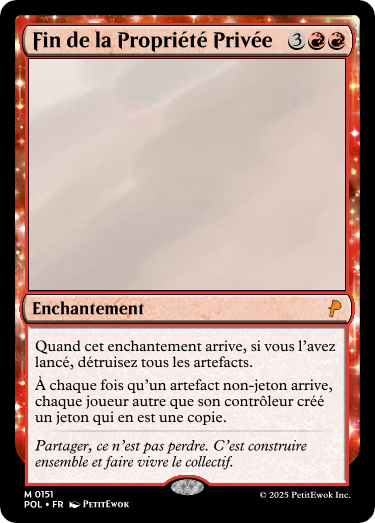 Fin de la Propriété Privée 3
Enchantement
Quand cet enchantement arrive, si vous l'avez
lancé, détruisez tous les artefacts.
À chaque fois qu'un artefact non-jeton arrive,
chaque joueur autre que son contrôleur créé
un jeton qui en est une copie.
Partager, ce n'est pas perdre. C'est construire
ensemble et faire vivre le collectif.
M 0151
POL • FR PetitEwok
© 2025 PetitEwok Inc.